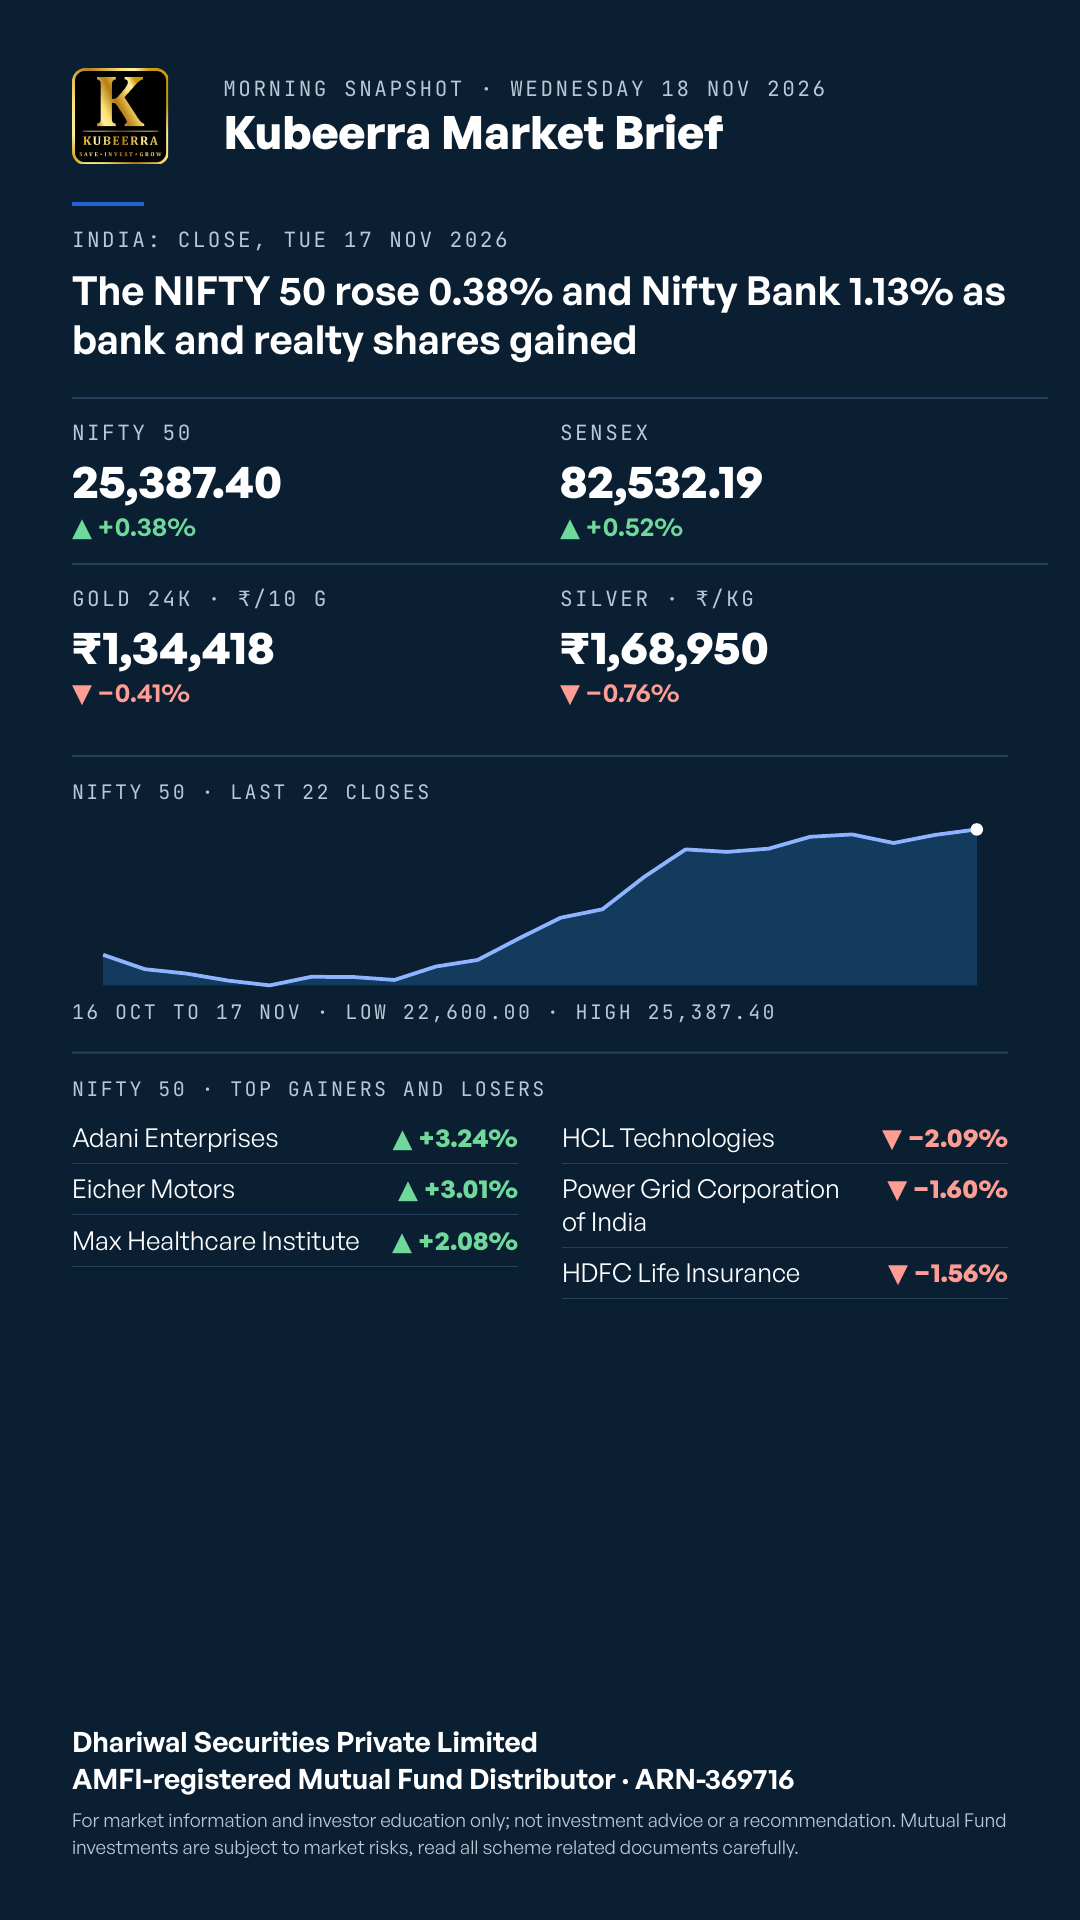 K
KUBEERRA
SAVE•INVEST•GROW
MORNING SNAPSHOT · WEDNESDAY 18 NOV 2026
Kubeerra Market Brief
INDIA: CLOSE, TUE 17 NOV 2026
The NIFTY 50 rose 0.38% and Nifty Bank 1.13% as
bank and realty shares gained
NIFTY 50
25,387.40
▲ +0.38%
SENSEX
82,532.19
▲ +0.52%
GOLD 24K · ₹/10 G
₹1,34,418
▼ −0.41%
SILVER · ₹/KG
₹1,68,950
▼ −0.76%
NIFTY 50 · LAST 22 CLOSES
16 OCT TO 17 NOV · LOW 22,600.00 · HIGH 25,387.40
NIFTY 50 · TOP GAINERS AND LOSERS
Adani Enterprises ▲ +3.24%
Eicher Motors ▲ +3.01%
Max Healthcare Institute ▲ +2.08%
HCL Technologies ▼ −2.09%
Power Grid Corporation ▼ −1.60%
of India
HDFC Life Insurance ▼ −1.56%
Dhariwal Securities Private Limited
AMFI-registered Mutual Fund Distributor · ARN-369716
For market information and investor education only; not investment advice or a recommendation. Mutual Fund
investments are subject to market risks, read all scheme related documents carefully.